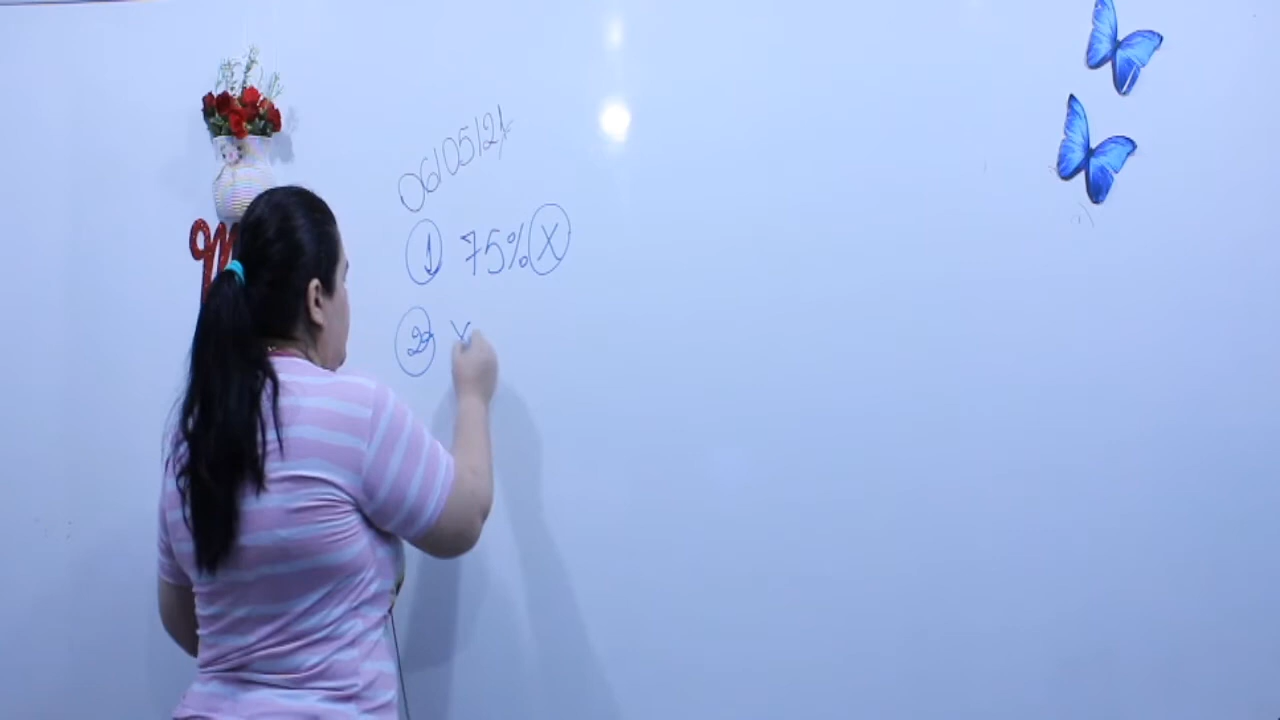 06/05/21
① 75% Ⓧ
②